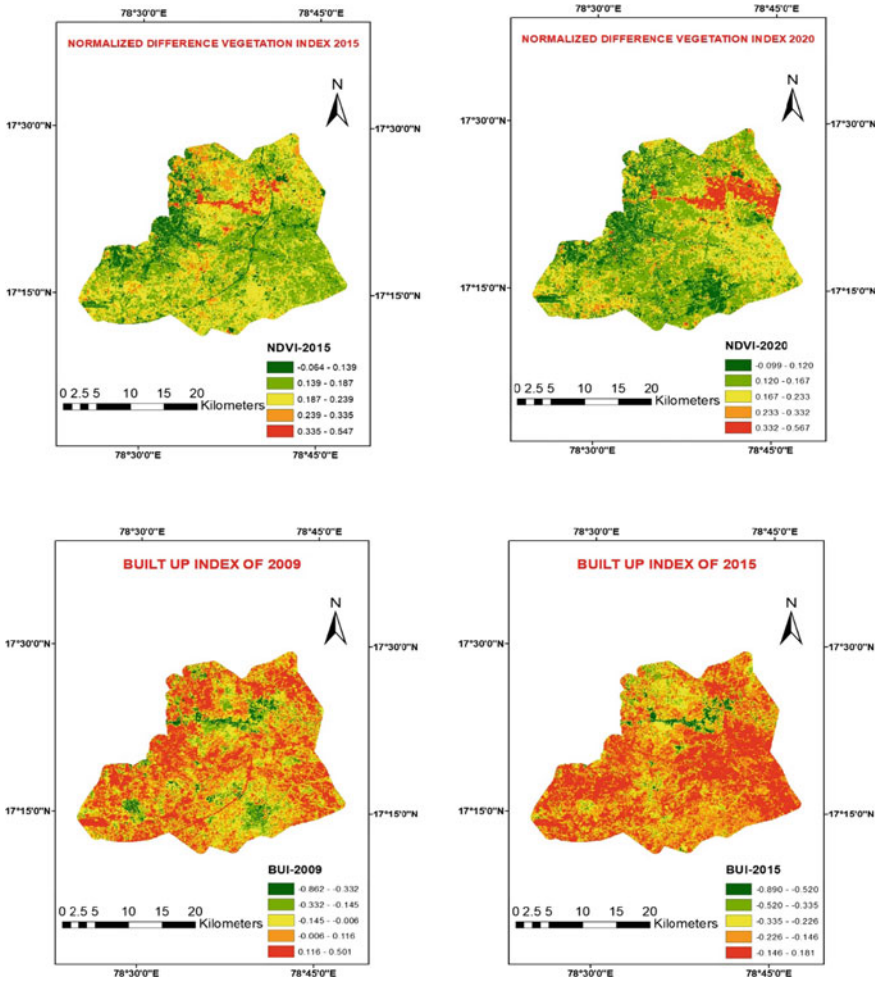 78°30'0"E 78°45'0"E
NORMALIZED DIFFERENCE VEGETATION INDEX 2015
N
17°30'0"N 17°30'0"N
17°15'0"N 17°15'0"N
NDVI-2015
-0.064 - 0.139
0.139 - 0.187
0.187 - 0.239
0.239 - 0.335
0.335 - 0.547
0 2.5 5 10 15 20
Kilometers
78°30'0"E 78°45'0"E
78°30'0"E 78°45'0"E
NORMALIZED DIFFERENCE VEGETATION INDEX 2020
N
17°30'0"N 17°30'0"N
17°15'0"N 17°15'0"N
NDVI-2020
-0.099 - 0.120
0.120 - 0.167
0.167 - 0.233
0.233 - 0.332
0.332 - 0.567
0 2.5 5 10 15 20
Kilometers
78°30'0"E 78°45'0"E
78°30'0"E 78°45'0"E
BUILT UP INDEX OF 2009
N
17°30'0"N 17°30'0"N
17°15'0"N 17°15'0"N
BUI-2009
-0.862 - -0.332
-0.332 - -0.145
-0.145 - -0.006
-0.006 - 0.116
0.116 - 0.501
0 2.5 5 10 15 20
Kilometers
78°30'0"E 78°45'0"E
78°30'0"E 78°45'0"E
BUILT UP INDEX OF 2015
N
17°30'0"N 17°30'0"N
17°15'0"N 17°15'0"N
BUI-2015
-0.890 - -0.520
-0.520 - -0.335
-0.335 - -0.226
-0.226 - -0.146
-0.146 - 0.181
0 2.5 5 10 15 20
Kilometers
78°30'0"E 78°45'0"E